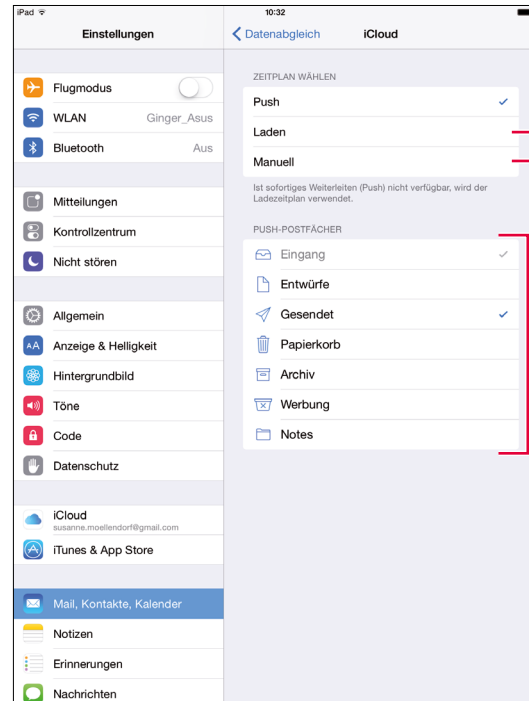 iPad
10:32
Einstellungen
Datenabgleich
iCloud
Flugmodus
WLAN Ginger_Asus
Bluetooth Aus
Mitteilungen
Kontrollzentrum
Nicht stören
Allgemein
AA Anzeige & Helligkeit
Hintergrundbild
Töne
Code
Datenschutz
iCloud
susanne.moellendorf@gmail.com
iTunes & App Store
Mail, Kontakte, Kalender
Notizen
Erinnerungen
Nachrichten
ZEITPLAN WÄHLEN
Push
Laden
Manuell
Ist sofortiges Weiterleiten (Push) nicht verfügbar, wird der
Ladezeitplan verwendet.
PUSH-POSTFÄCHER
Eingang
Entwürfe
Gesendet
Papierkorb
Archiv
Werbung
Notes